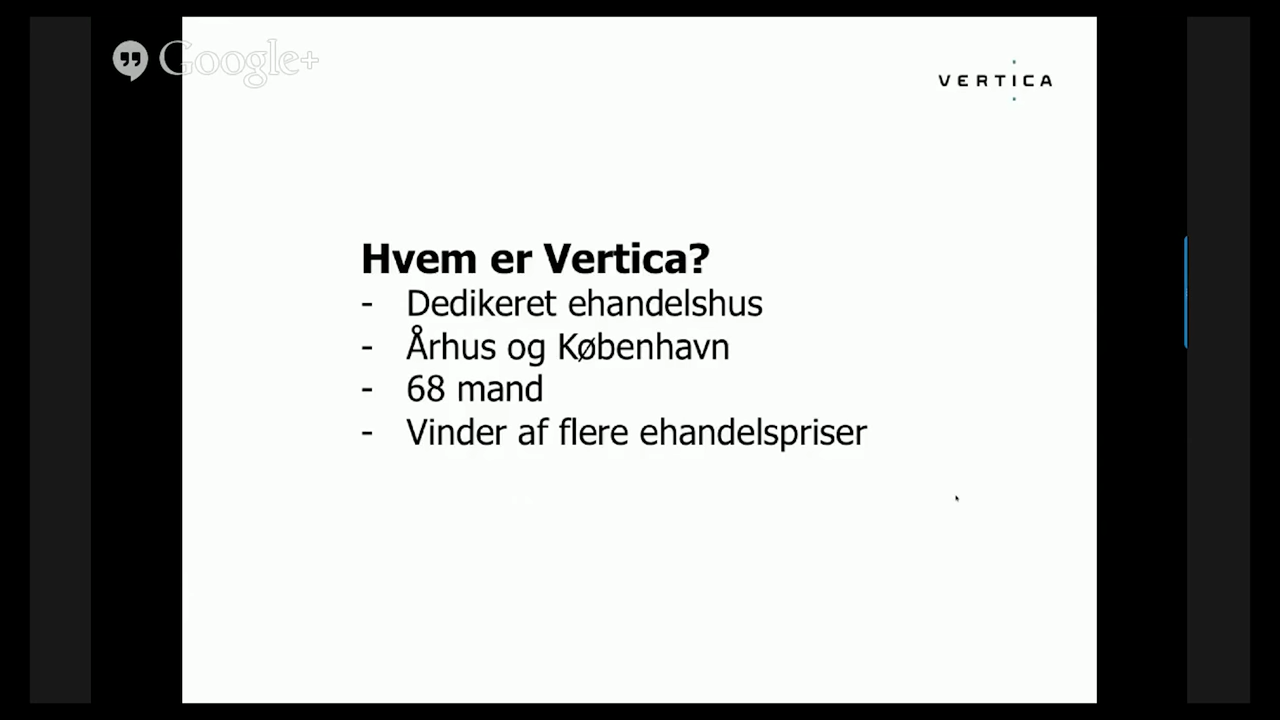 Google+
VERTICA
Hvem er Vertica?
- Dedikeret ehandelshus
- Århus og København
- 68 mand
- Vinder af flere ehandelspriser